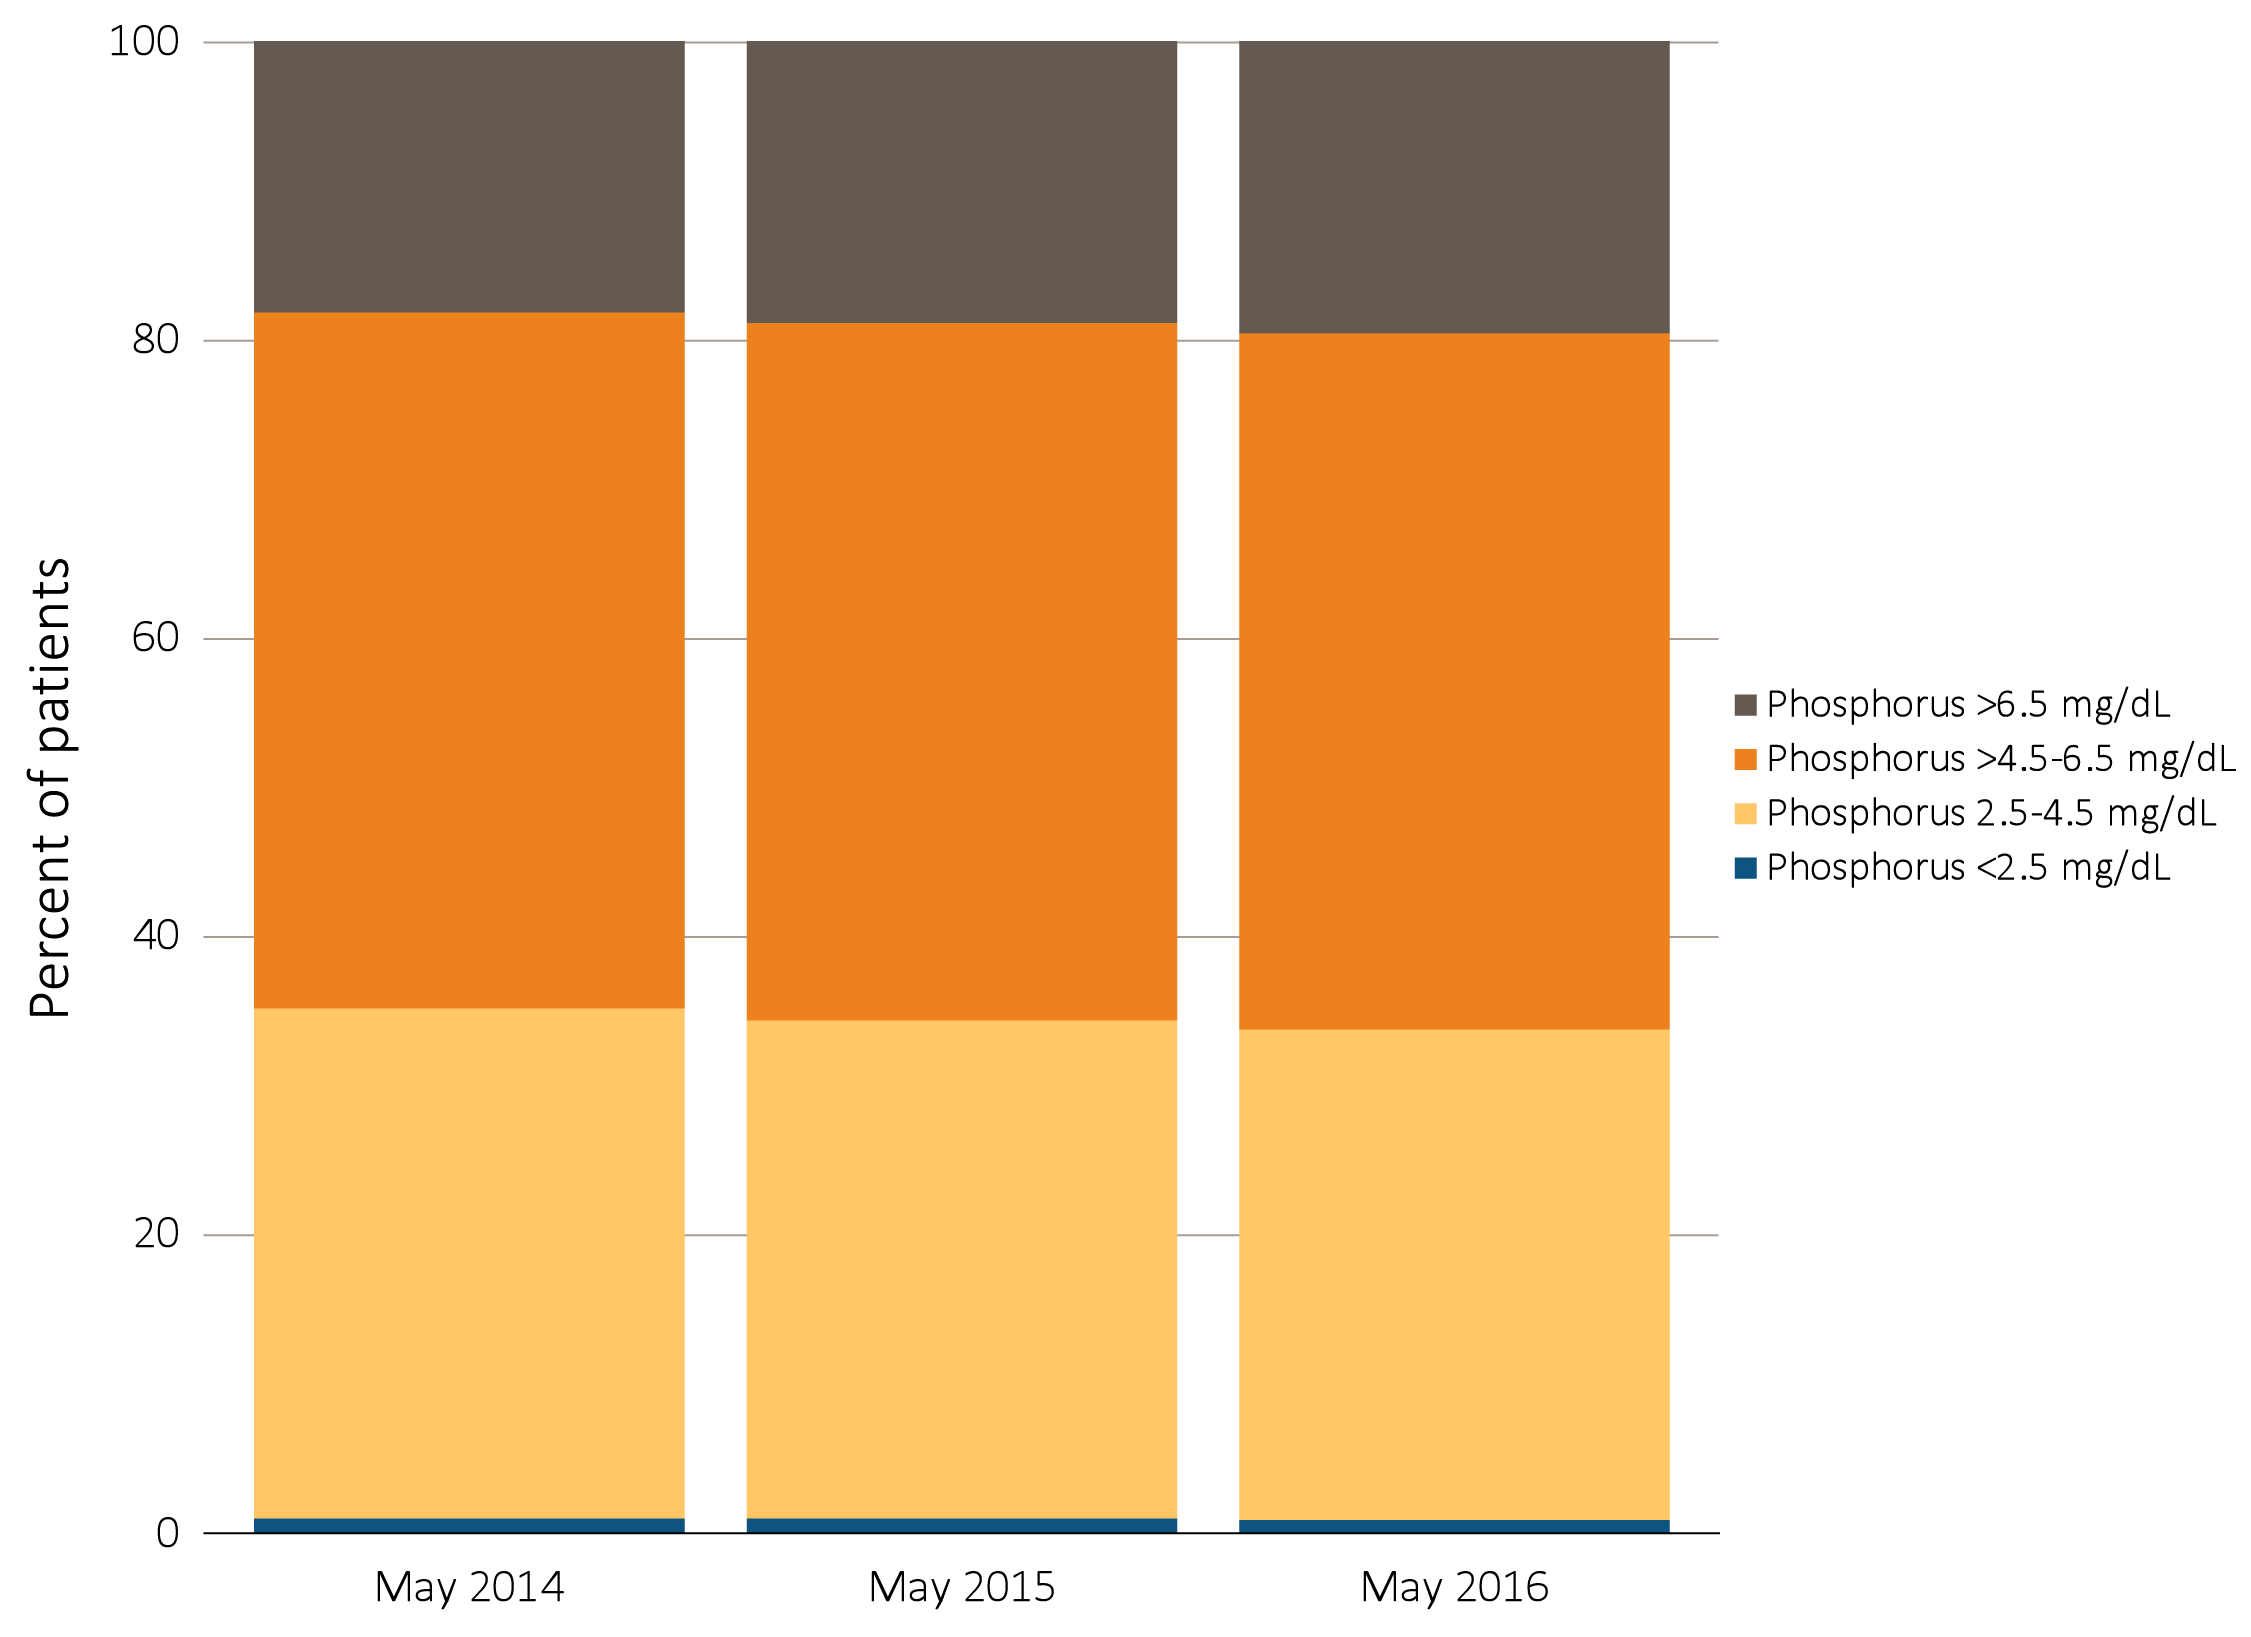 Percent of patients
100
80
60
40
20
0
May 2014
May 2015
May 2016
Phosphorus >6.5 mg/dL
Phosphorus >4.5-6.5 mg/dL
Phosphorus 2.5-4.5 mg/dL
Phosphorus <2.5 mg/dL